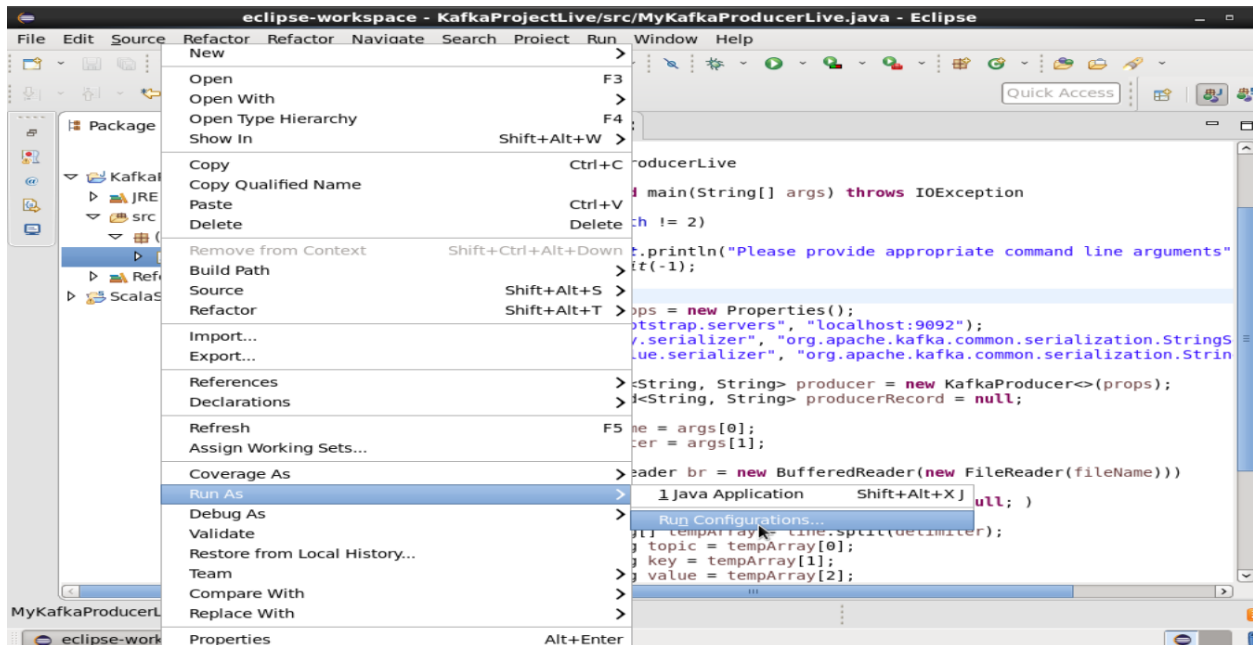 eclipse-workspace - KafkaProjectLive/src/MyKafkaProducerLive.java - Eclipse
File Edit Source Refactor Refactor Navigate Search Project Run Window Help
Quick Access
Package
Kafka
JRE
src
Ref
ScalaS
New
Open F3
Open With
Open Type Hierarchy F4
Show In Shift+Alt+W
Copy Ctrl+C
Copy Qualified Name
Paste Ctrl+V
Delete Delete
Remove from Context Shift+Ctrl+Alt+Down
Build Path
Source Shift+Alt+S
Refactor Shift+Alt+T
Import...
Export...
References
Declarations
Refresh F5
Assign Working Sets...
Coverage As
Run As
Debug As
Validate
Restore from Local History...
Team
Compare With
Replace With
Properties Alt+Enter
1 Java Application Shift+Alt+X J
Run Configurations...
oducerLive
main(String[] args) throws IOException
h != 2)
.println("Please provide appropriate command line arguments"
it(-1);
ops = new Properties();
otstrap.servers", "localhost:9092");
y.serializer", "org.apache.kafka.common.serialization.StringS
lue.serializer", "org.apache.kafka.common.serialization.Strin
<String, String> producer = new KafkaProducer<>(props);
d<String, String> producerRecord = null;
me = args[0];
ter = args[1];
eader br = new BufferedReader(new FileReader(fileName)))
ull; )
[] tempArray = line.split(delimiter);
g topic = tempArray[0];
g key = tempArray[1];
g value = tempArray[2];
MyKafkaProducerL
eclipse-work